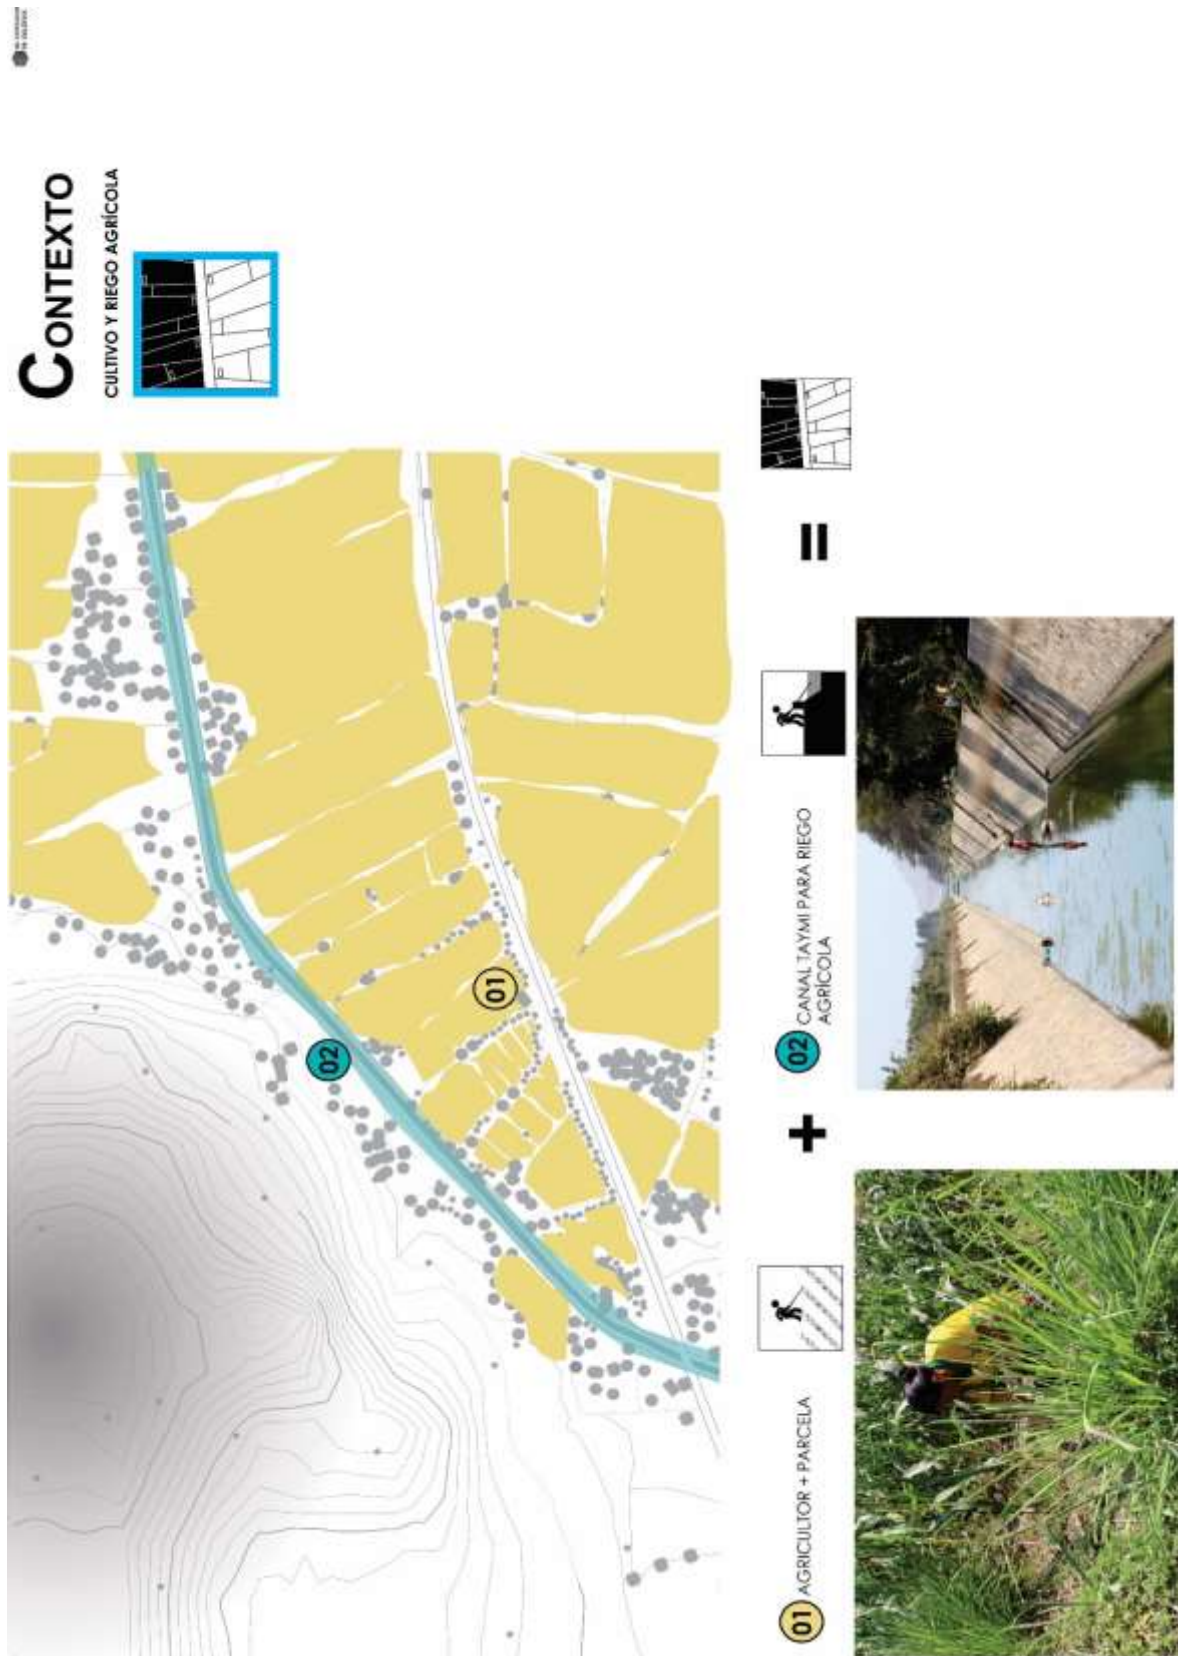 CONTEXTO
CULTIVO Y RIEGO AGRÍCOLA
02
01
01 AGRICULTOR + PARCELA
+
02 CANAL TAYMI PARA RIEGO
AGRÍCOLA
=